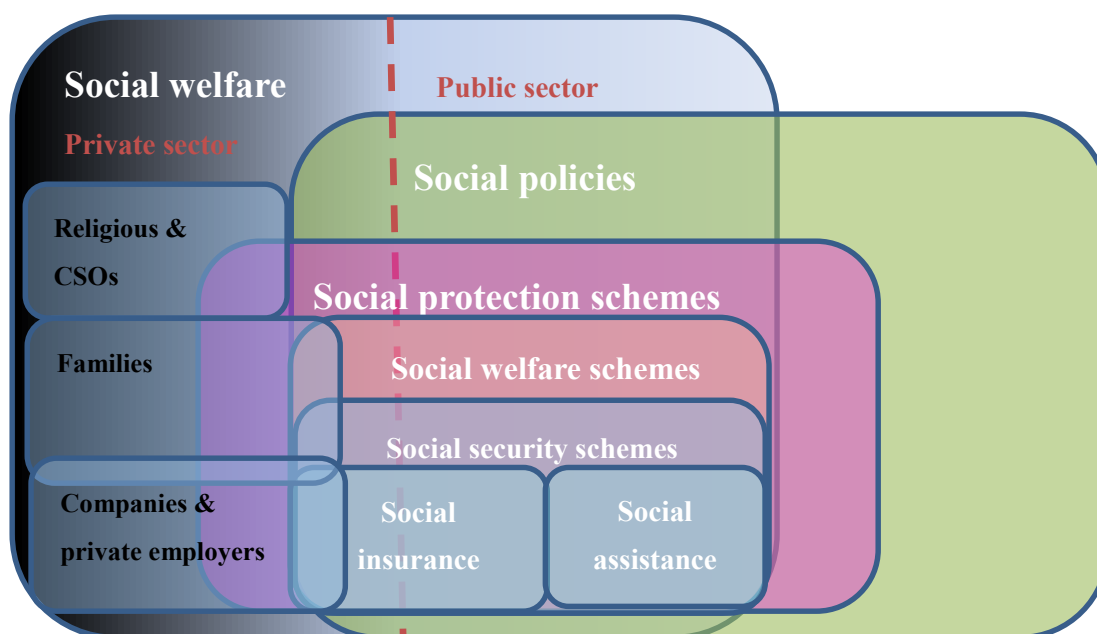 Social welfare
Public sector
Private sector
Social policies
Religious &
CSOs
Social protection schemes
Families
Social welfare schemes
Social security schemes
Companies &
private employers
Social
insurance
Social
assistance